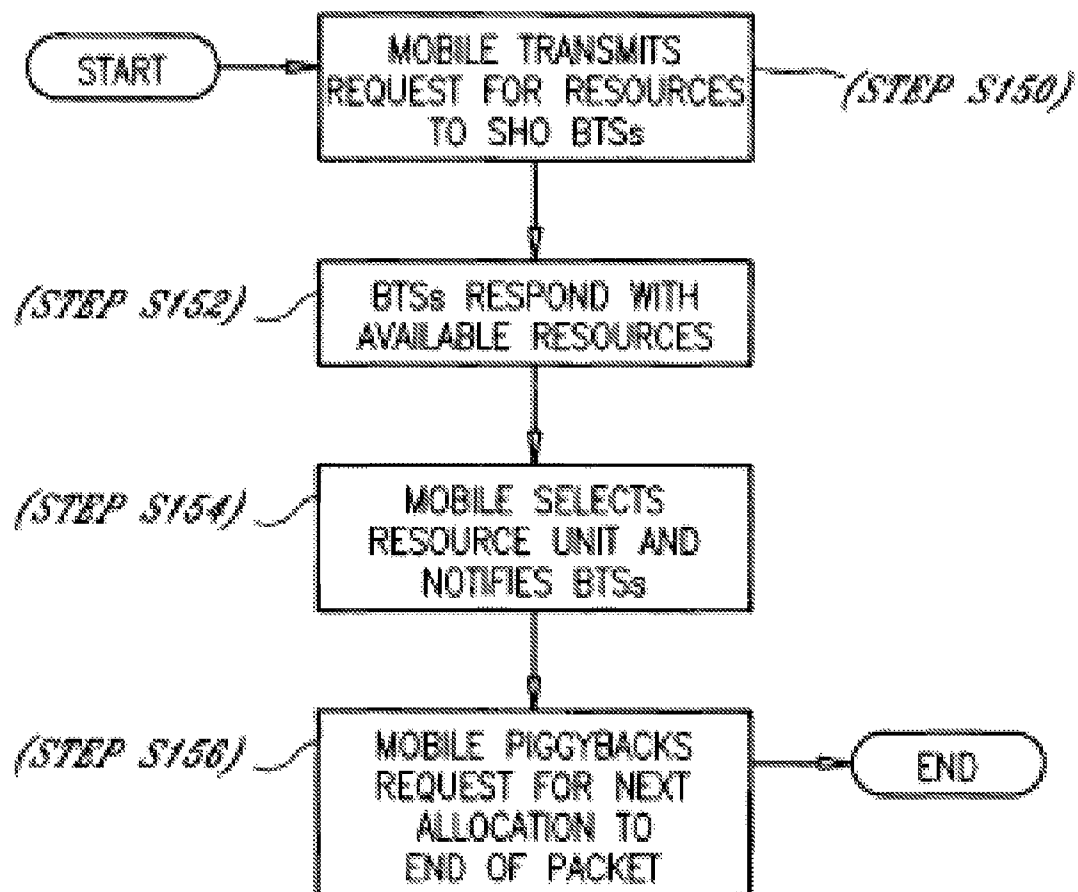 START
MOBILE TRANSMITS
REQUEST FOR RESOURCES
TO SHO BTSs
(STEP S150)
(STEP S152)
BTSs RESPOND WITH
AVAILABLE RESOURCES
(STEP S154)
MOBILE SELECTS
RESOURCE UNIT AND
NOTIFIES BTSs
(STEP S156)
MOBILE PIGGYBACKS
REQUEST FOR NEXT
ALLOCATION TO
END OF PACKET
END